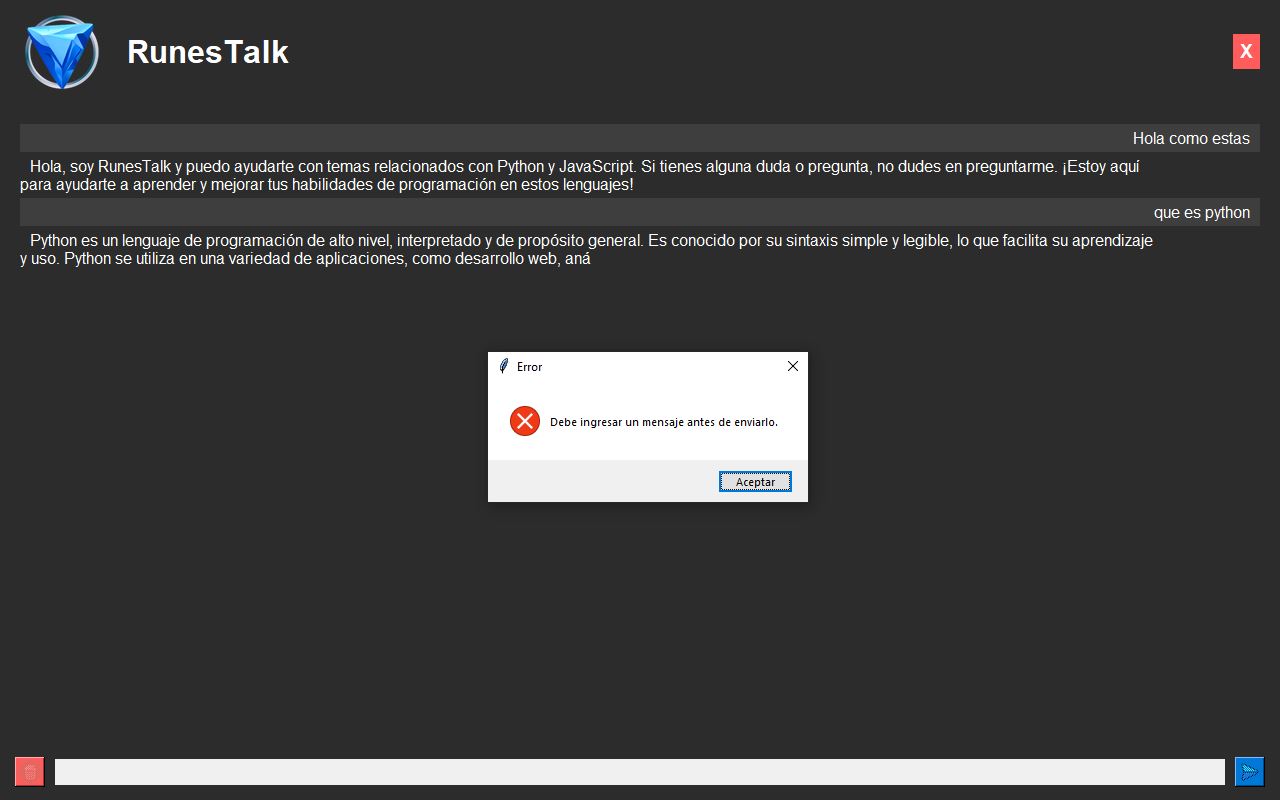 RunesTalk
X
Hola como estas
Hola, soy RunesTalk y puedo ayudarte con temas relacionados con Python y JavaScript. Si tienes alguna duda o pregunta, no dudes en preguntarme. ¡Estoy aquí
para ayudarte a aprender y mejorar tus habilidades de programación en estos lenguajes!
que es python
Python es un lenguaje de programación de alto nivel, interpretado y de propósito general. Es conocido por su sintaxis simple y legible, lo que facilita su aprendizaje
y uso. Python se utiliza en una variedad de aplicaciones, como desarrollo web, aná
Error
Debe ingresar un mensaje antes de enviarlo.
Aceptar